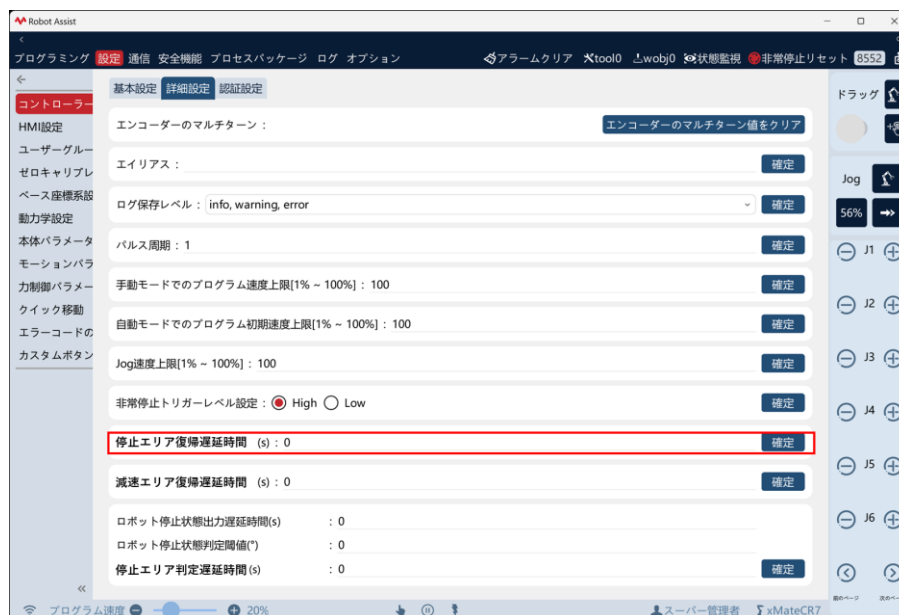 Robot Assist
プログラミング 設定 通信 安全機能 プロセスパッケージ ログ オプション アラームクリア tool0 wobj0 状態監視 非常停止リセット 8552
コントローラー
HMI設定
ユーザーグルー
ゼロキャリブレ
ベース座標系設
動力学設定
本体パラメータ
モーションパラ
力制御パラメー
クイック移動
エラーコードの
カスタムボタン
基本設定 詳細設定 認証設定
エンコーダーのマルチターン : エンコーダーのマルチターン値をクリア
エイリアス : 確定
ログ保存レベル : info, warning, error 確定
パルス周期 : 1 確定
手動モードでのプログラム速度上限[1% ~ 100%] : 100 確定
自動モードでのプログラム初期速度上限[1% ~ 100%] : 100 確定
Jog速度上限[1% ~ 100%] : 100 確定
非常停止トリガーレベル設定 : High Low 確定
停止エリア復帰遅延時間 (s) : 0 確定
減速エリア復帰遅延時間 (s) : 0 確定
ロボット停止状態出力遅延時間(s) : 0
ロボット停止状態判定閾値(°) : 0
停止エリア判定遅延時間(s) : 0 確定
ドラッグ
Jog
56%
J1
J2
J3
J4
J5
J6
前のページ 次のペー
プログラム速度 20% スーパー管理者 xMateCR7